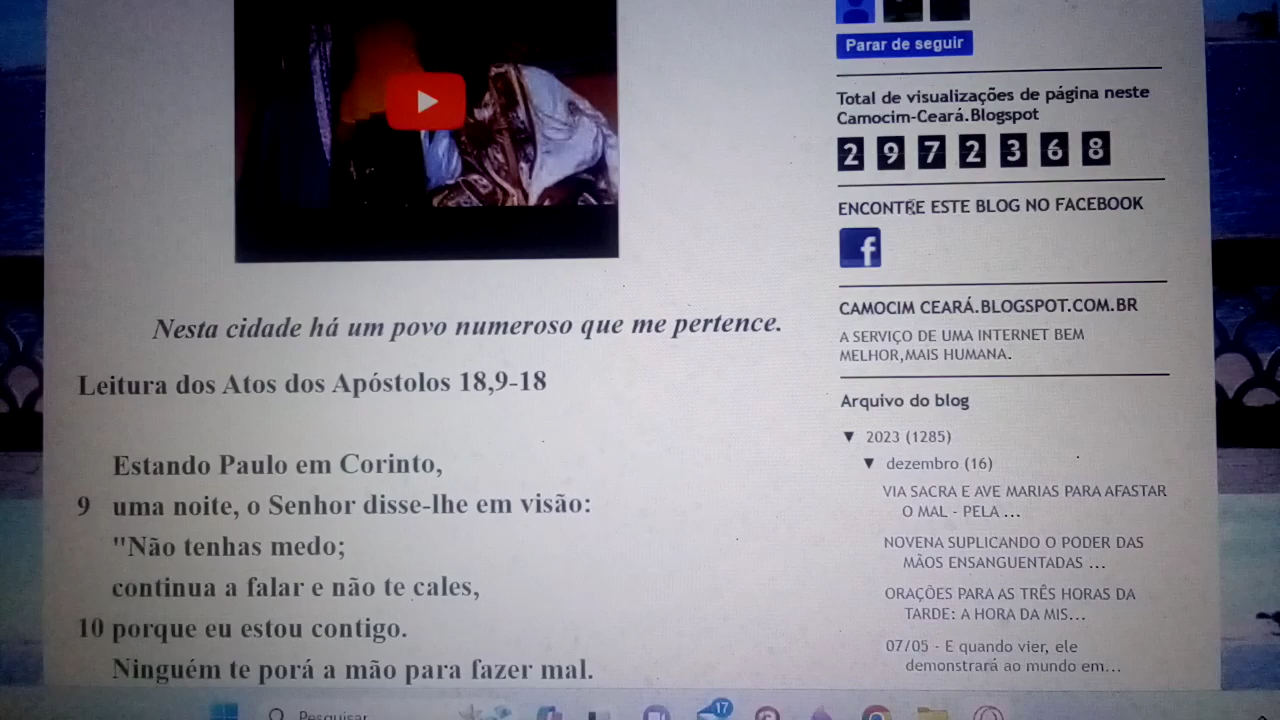 Parar de seguir
Total de visualizações de página neste
Camocim-Ceará.Blogspot
2 9 7 2 3 6 8
ENCONTRE ESTE BLOG NO FACEBOOK
f
CAMOCIM CEARÁ.BLOGSPOT.COM.BR
A SERVIÇO DE UMA INTERNET BEM
MELHOR,MAIS HUMANA.
Arquivo do blog
▼ 2023 (1285)
▼ dezembro (16)
VIA SACRA E AVE MARIAS PARA AFASTAR
O MAL - PELA ...
NOVENA SUPLICANDO O PODER DAS
MÃOS ENSANGUENTADAS ...
ORAÇÕES PARA AS TRÊS HORAS DA
TARDE: A HORA DA MIS...
07/05 - E quando vier, ele
demonstrará ao mundo em...
Nesta cidade há um povo numeroso que me pertence.
Leitura dos Atos dos Apóstolos 18,9-18
Estando Paulo em Corinto,
9 uma noite, o Senhor disse-lhe em visão:
"Não tenhas medo;
continua a falar e não te cales,
10 porque eu estou contigo.
Ninguém te porá a mão para fazer mal.
Pesquisar
17